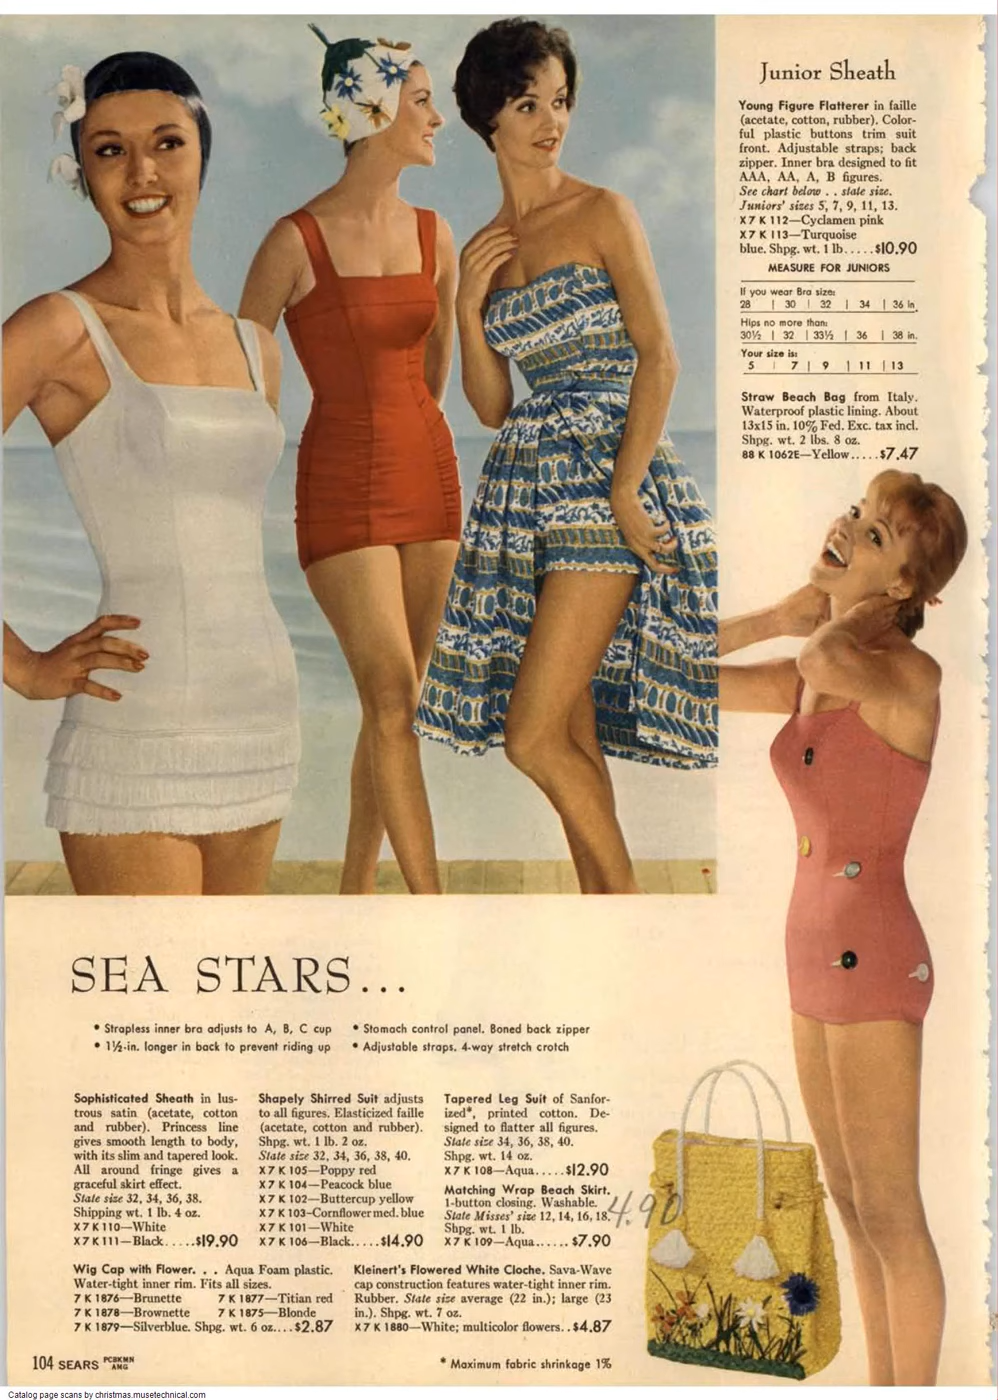 Junior Sheath
Young Figure Flatterer in faille
(acetate, cotton, rubber). Color-
ful plastic buttons trim suit
front. Adjustable straps; back
zipper. Inner bra designed to fit
AAA, AA, A, B figures.
See chart below . . state size.
Juniors' sizes 5, 7, 9, 11, 13.
X7 K 112—Cyclamen pink
X7 K 113—Turquoise
blue. Shpg. wt. 1 lb.....$10.90
MEASURE FOR JUNIORS
If you wear Bra size:
28 | 30 | 32 | 34 | 36 in.
Hips no more than:
30½ | 32 | 33½ | 36 | 38 in.
Your size is:
5 | 7 | 9 | 11 | 13
Straw Beach Bag from Italy.
Waterproof plastic lining. About
13x15 in. 10% Fed. Exc. tax incl.
Shpg. wt. 2 lbs. 8 oz.
88 K 1062E—Yellow.....$7.47
SEA STARS...
• Strapless inner bra adjusts to A, B, C cup
• 1½-in. longer in back to prevent riding up
• Stomach control panel. Boned back zipper
• Adjustable straps. 4-way stretch crotch
Sophisticated Sheath in lus-
trous satin (acetate, cotton
and rubber). Princess line
gives smooth length to body,
with its slim and tapered look.
All around fringe gives a
graceful skirt effect.
State size 32, 34, 36, 38.
Shipping wt. 1 lb. 4 oz.
X7 K 110—White
X7 K 111—Black.....$19.90
Shapely Shirred Suit adjusts
to all figures. Elasticized faille
(acetate, cotton and rubber).
Shpg. wt. 1 lb. 2 oz.
State size 32, 34, 36, 38, 40.
X7 K 105—Poppy red
X7 K 104—Peacock blue
X7 K 102—Buttercup yellow
X7 K 103-Cornflower med. blue
X7 K 101—White
X7 K 106—Black.....$14.90
Tapered Leg Suit of Sanfor-
ized*, printed cotton. De-
signed to flatter all figures.
State size 34, 36, 38, 40.
Shpg. wt. 14 oz.
X7 K 108—Aqua.....$12.90
Matching Wrap Beach Skirt.
1-button closing. Washable.
State Misses' size 12, 14, 16, 18.
Shpg. wt. 1 lb.
X7 K 109—Aqua...... $7.90
4.90
Wig Cap with Flower. . . Aqua Foam plastic.
Water-tight inner rim. Fits all sizes.
7 K 1876—Brunette 7 K 1877—Titian red
7 K 1878—Brownette 7 K 1875—Blonde
7 K 1879—Silverblue. Shpg. wt. 6 oz....$2.87
Kleinert's Flowered White Cloche. Sava-Wave
cap construction features water-tight inner rim.
Rubber. State size average (22 in.); large (23
in.). Shpg. wt. 7 oz.
X7 K 1880—White; multicolor flowers..$4.87
104 SEARS PCBKMN
AMG
* Maximum fabric shrinkage 1%
Catalog page scans by christmas.musetechnical.com